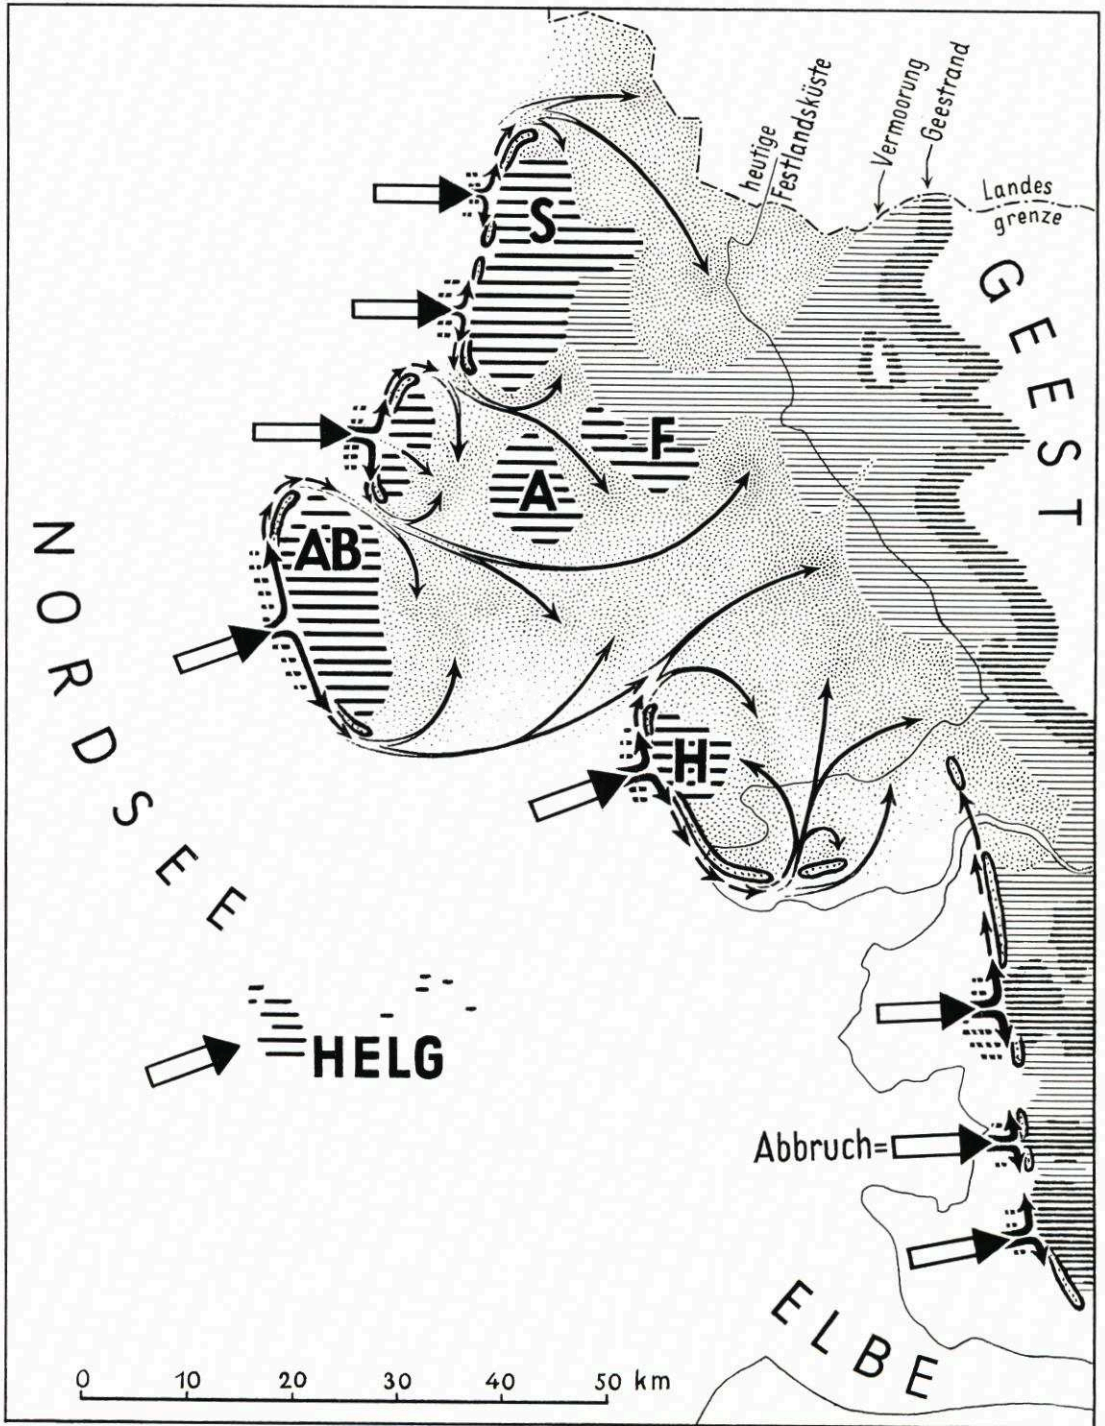 heutige
Festlandsküste
Vermoorung
Geestrand
Landes
grenze
GEEST
S
F
A
AB
NORDSEE
H
HELG
Abbruch=
ELBE
0 10 20 30 40 50 km